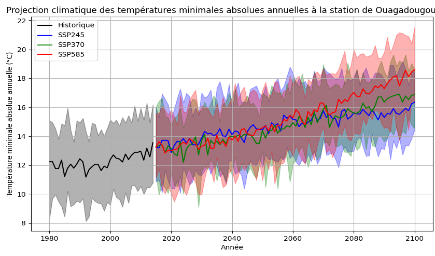 Projection climatique des températures minimales absolues annuelles à la station de Ouagadougou
Température minimale absolue annuelle (°C)
22
20
18
16
14
12
10
8
Historique
SSP245
SSP370
SSP585
1980
2000
2020
2040
2060
2080
2100
Année